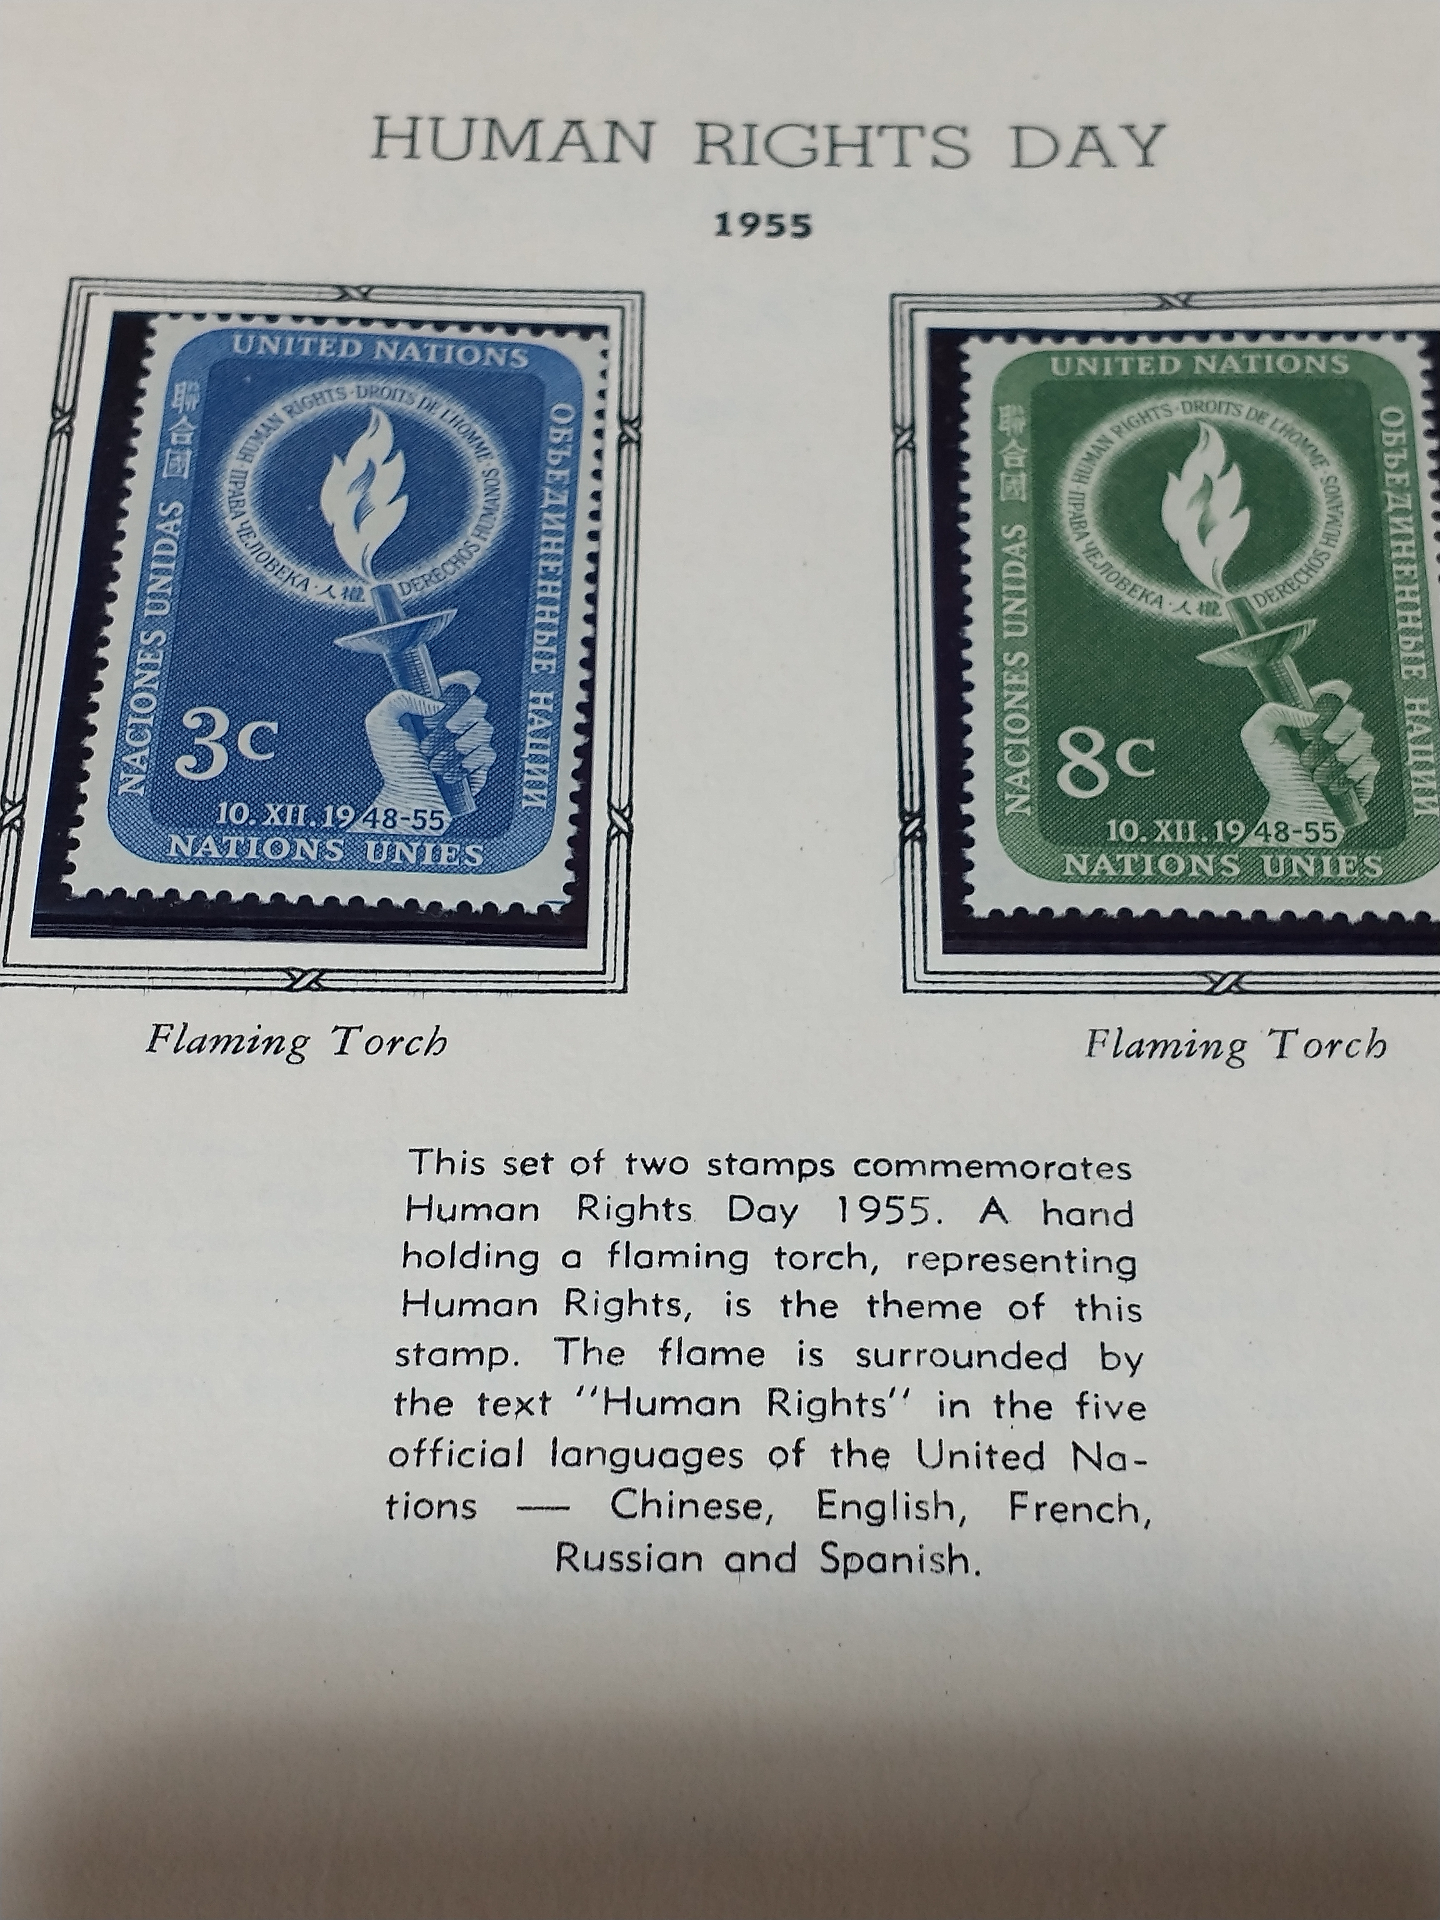 HUMAN RIGHTS DAY
1955
UNITED NATIONS
聯合國
NACIONES UNIDAS
ОБЪЕДИНЕННЫЕ НАЦИИ
HUMAN RIGHTS · DROITS DE L'HOMME
DERECHOS HUMANOS
ПРАВА ЧЕЛОВЕКА · 人權
3c
10. XII. 1948-55
NATIONS UNIES
UNITED NATIONS
聯合國
NACIONES UNIDAS
ОБЪЕДИНЕННЫЕ НАЦИИ
HUMAN RIGHTS · DROITS DE L'HOMME
DERECHOS HUMANOS
ПРАВА ЧЕЛОВЕКА · 人權
8c
10. XII. 1948-55
NATIONS UNIES
Flaming Torch
Flaming Torch
This set of two stamps commemorates
Human Rights Day 1955. A hand
holding a flaming torch, representing
Human Rights, is the theme of this
stamp. The flame is surrounded by
the text "Human Rights" in the five
official languages of the United Na-
tions — Chinese, English, French,
Russian and Spanish.